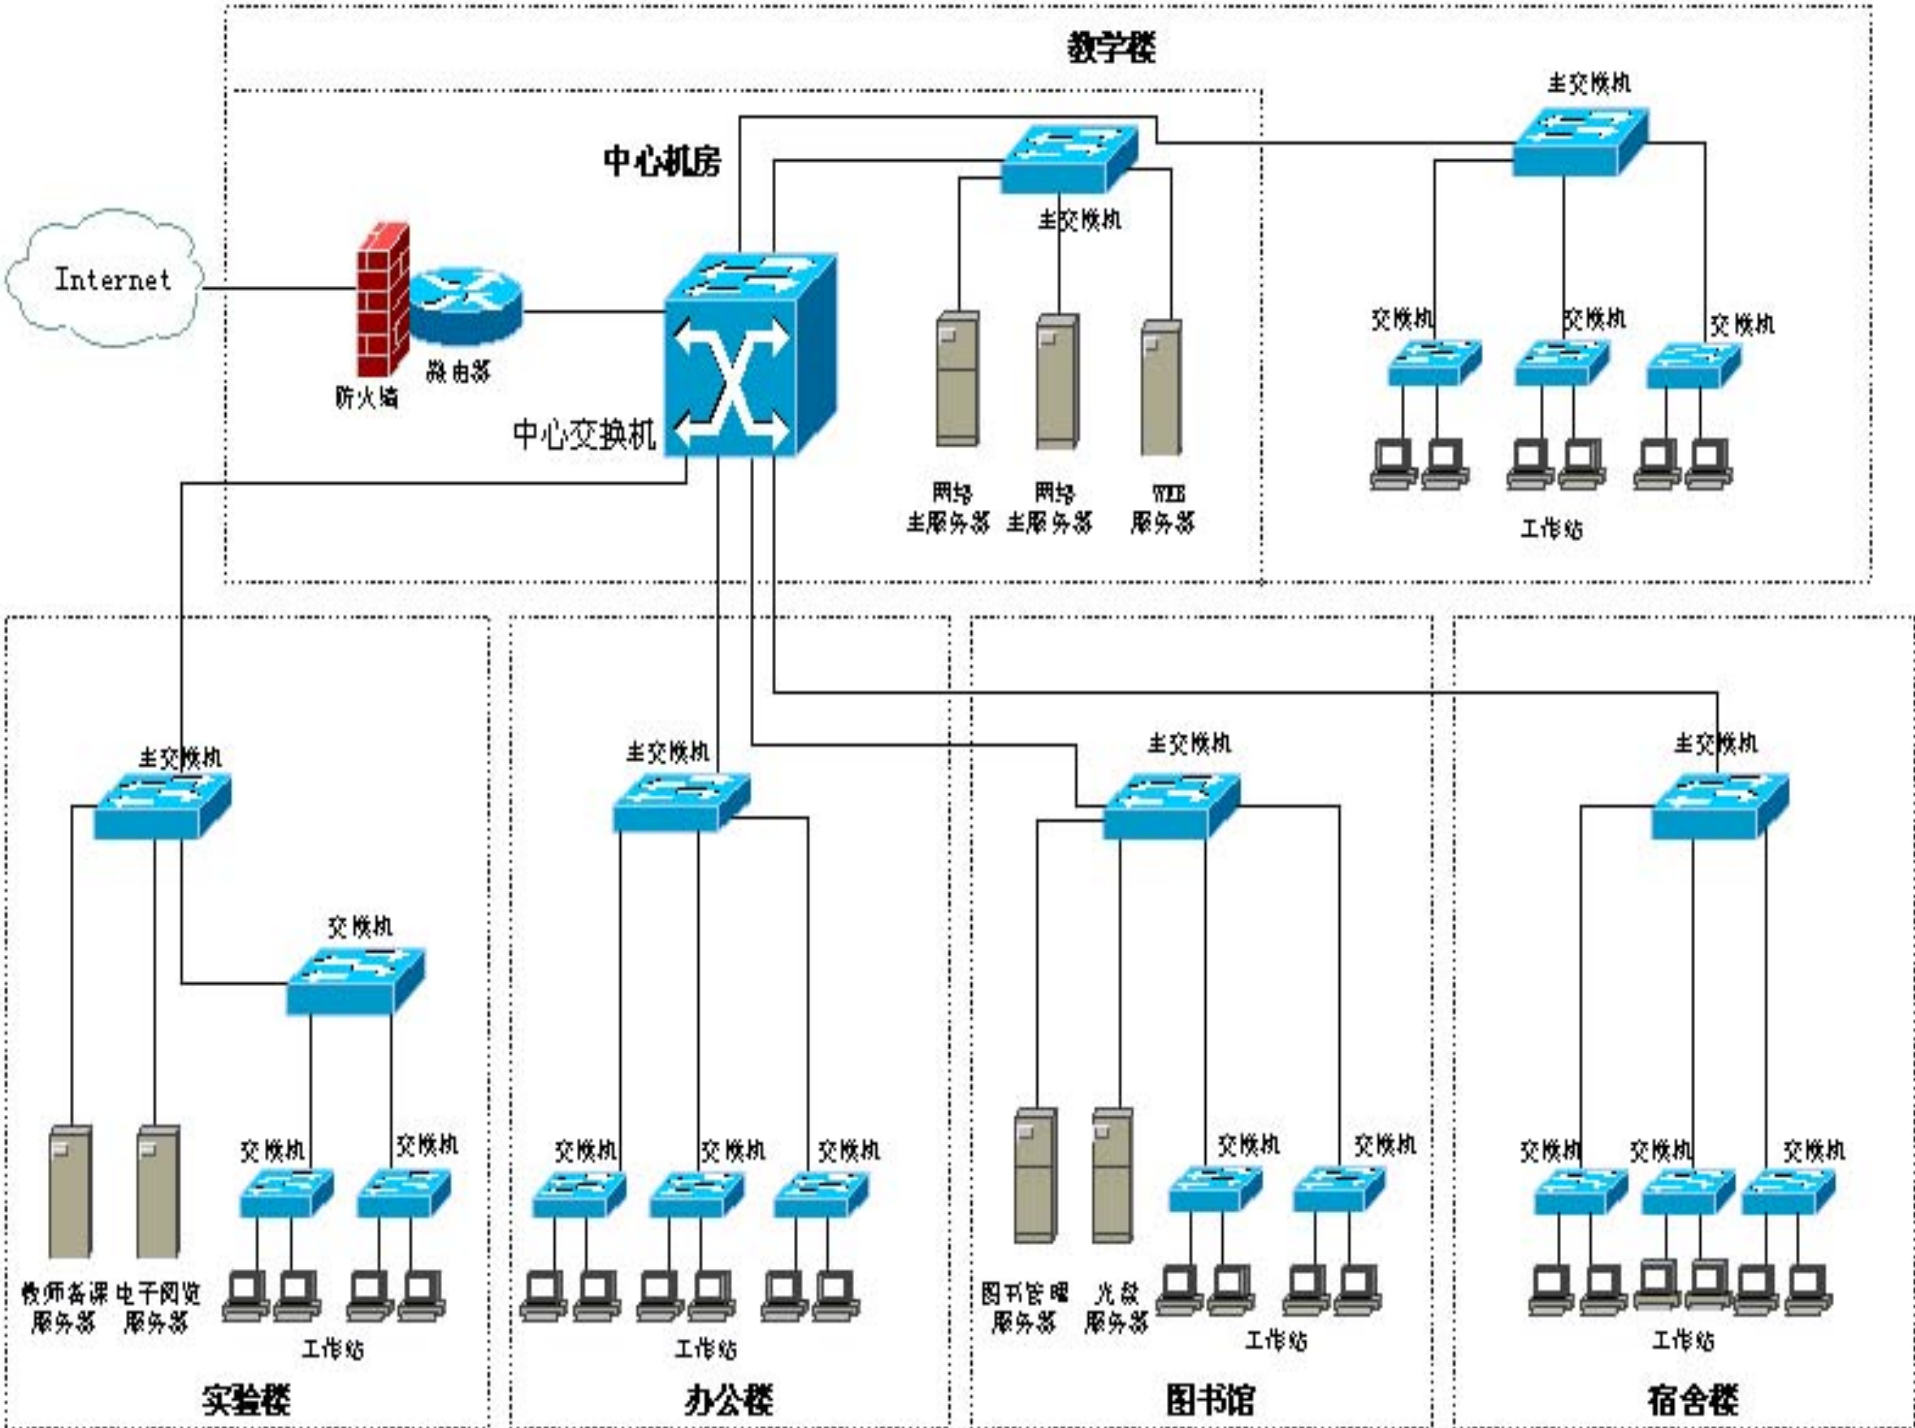 教学楼
主交换机
中心机房
主交换机
Internet
交换机
交换机
交换机
路由器
防火墙
中心交换机
网络
主服务器
网络
主服务器
WEB
服务器
工作站
主交换机
主交换机
主交换机
主交换机
交换机
交换机
交换机
交换机
交换机
交换机
交换机
交换机
交换机
交换机
交换机
教师备课
服务器
电子阅览
服务器
工作站
工作站
图书管理
服务器
光盘
服务器
工作站
工作站
实验楼
办公楼
图书馆
宿舍楼